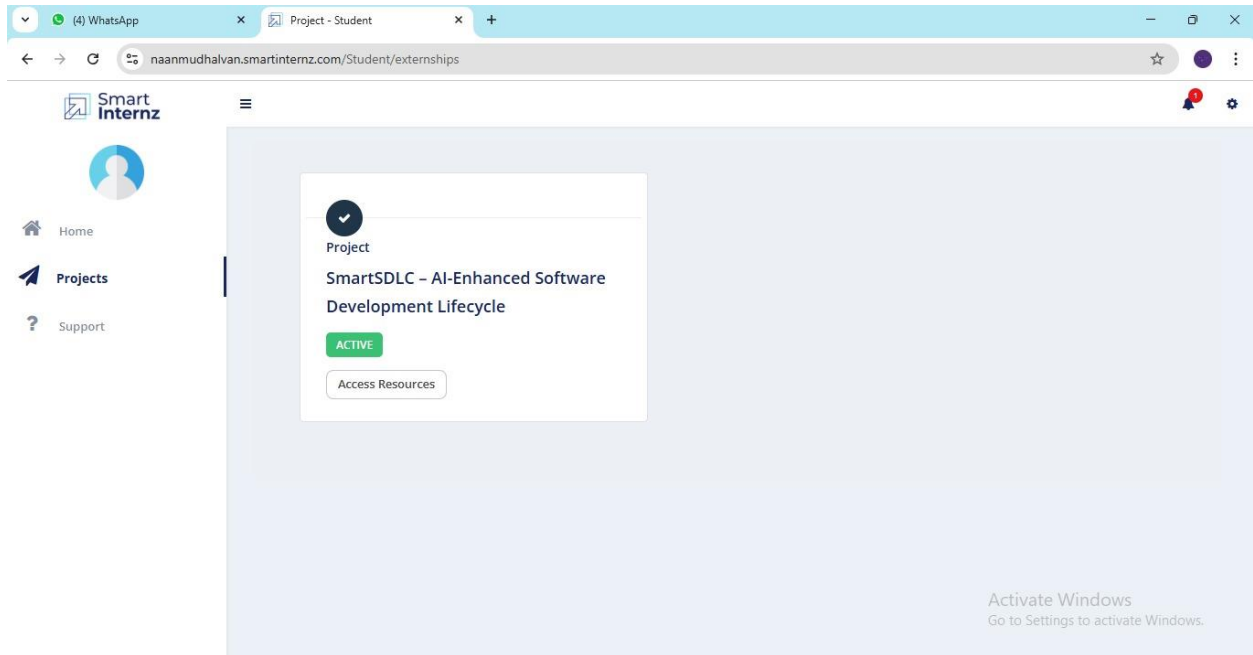 (4) WhatsApp
Project - Student
naanmudhalvan.smartinternz.com/Student/externships
Smart
Internz
1
Home
Projects
Support
Project
SmartSDLC – AI-Enhanced Software
Development Lifecycle
ACTIVE
Access Resources
Activate Windows
Go to Settings to activate Windows.